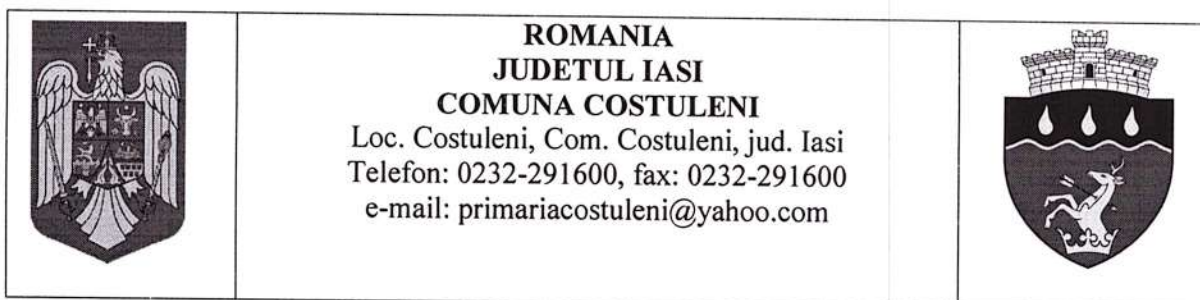 ROMANIA
JUDETUL IASI
COMUNA COSTULENI
Loc. Costuleni, Com. Costuleni, jud. Iasi
Telefon: 0232-291600, fax: 0232-291600
e-mail: primariacostuleni@yahoo.com